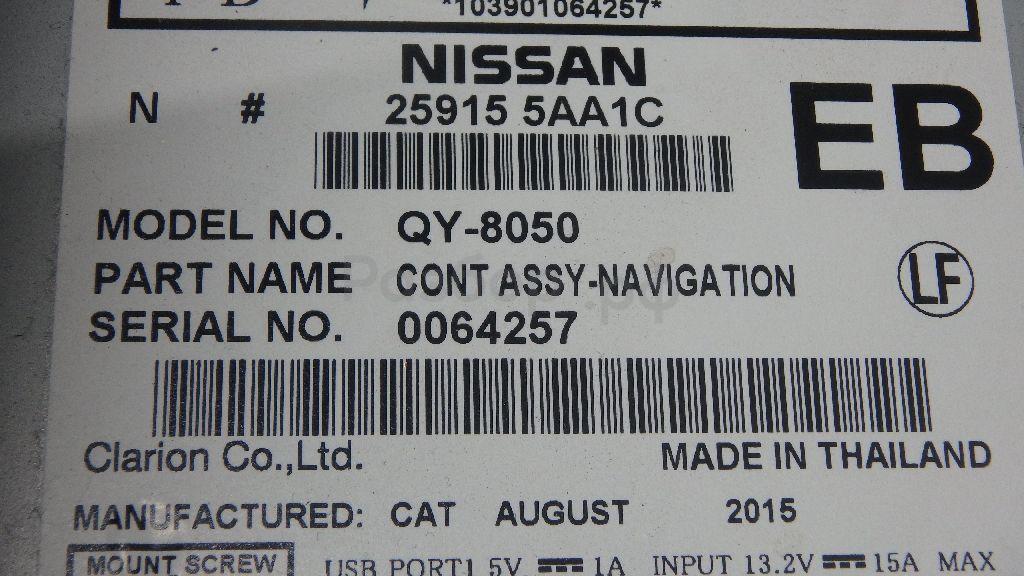 *103901064257*
NISSAN
N # 25915 5AA1C
EB
MODEL NO. QY-8050
PART NAME CONT ASSY-NAVIGATION
LF
SERIAL NO. 0064257
Clarion Co.,Ltd. MADE IN THAILAND
MANUFACTURED: CAT AUGUST 2015
MOUNT SCREW USB PORT1 5V 1A INPUT 13.2V 15A MAX